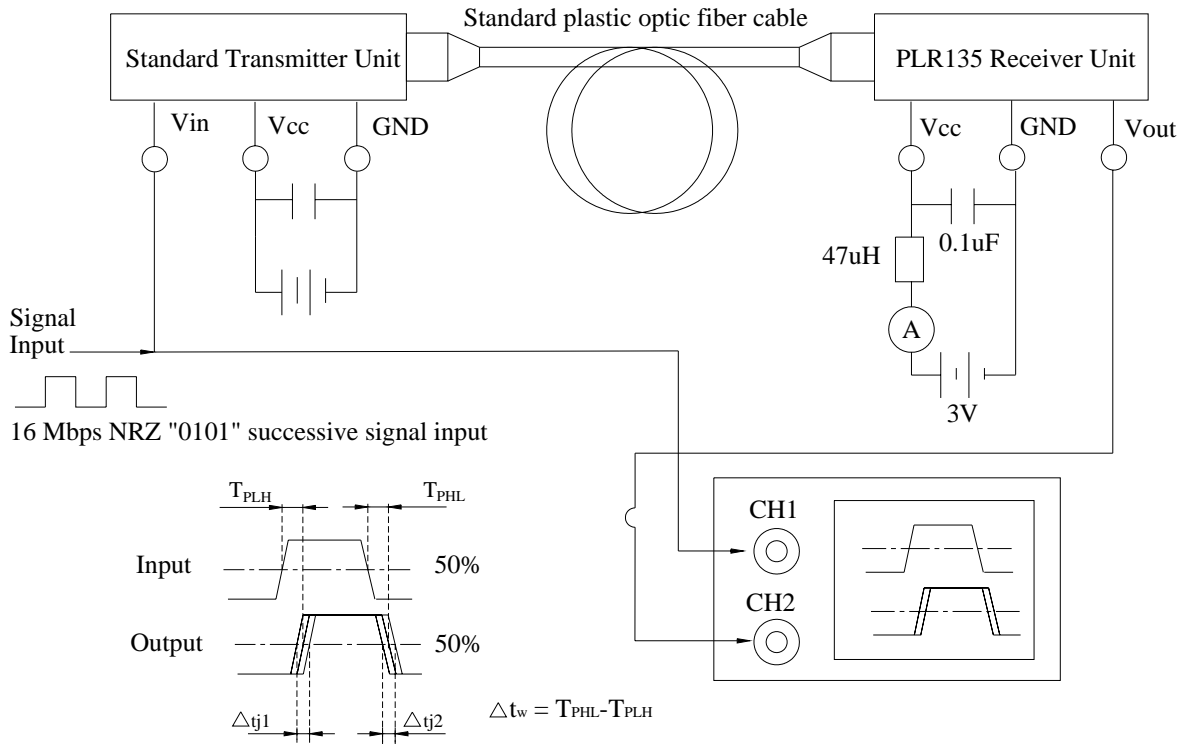 Standard plastic optic fiber cable
Standard Transmitter Unit
PLR135 Receiver Unit
Vin
Vcc
GND
Vcc
GND
Vout
0.1uF
47uH
A
3V
Signal
Input
16 Mbps NRZ "0101" successive signal input
TPLH
TPHL
Input
50%
Output
50%
△tj1
△tj2
△tw = TPHL-TPLH
CH1
CH2